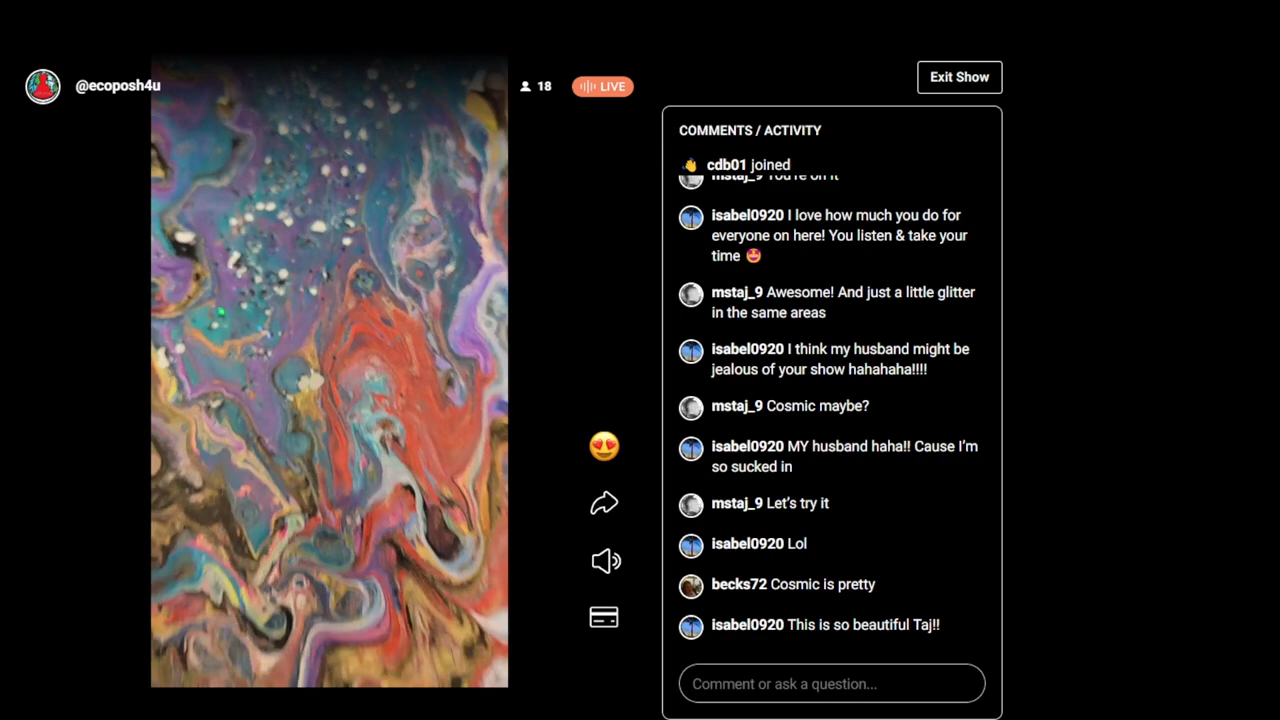 @ecoposh4u
18
LIVE
Exit Show
COMMENTS / ACTIVITY
👋 cdb01 joined
mstaj_9 You're on it
isabel0920 I love how much you do for
everyone on here! You listen & take your
time 🤩
mstaj_9 Awesome! And just a little glitter
in the same areas
isabel0920 I think my husband might be
jealous of your show hahahaha!!!!
mstaj_9 Cosmic maybe?
isabel0920 MY husband haha!! Cause I'm
so sucked in
mstaj_9 Let's try it
isabel0920 Lol
becks72 Cosmic is pretty
isabel0920 This is so beautiful Taj!!
Comment or ask a question...